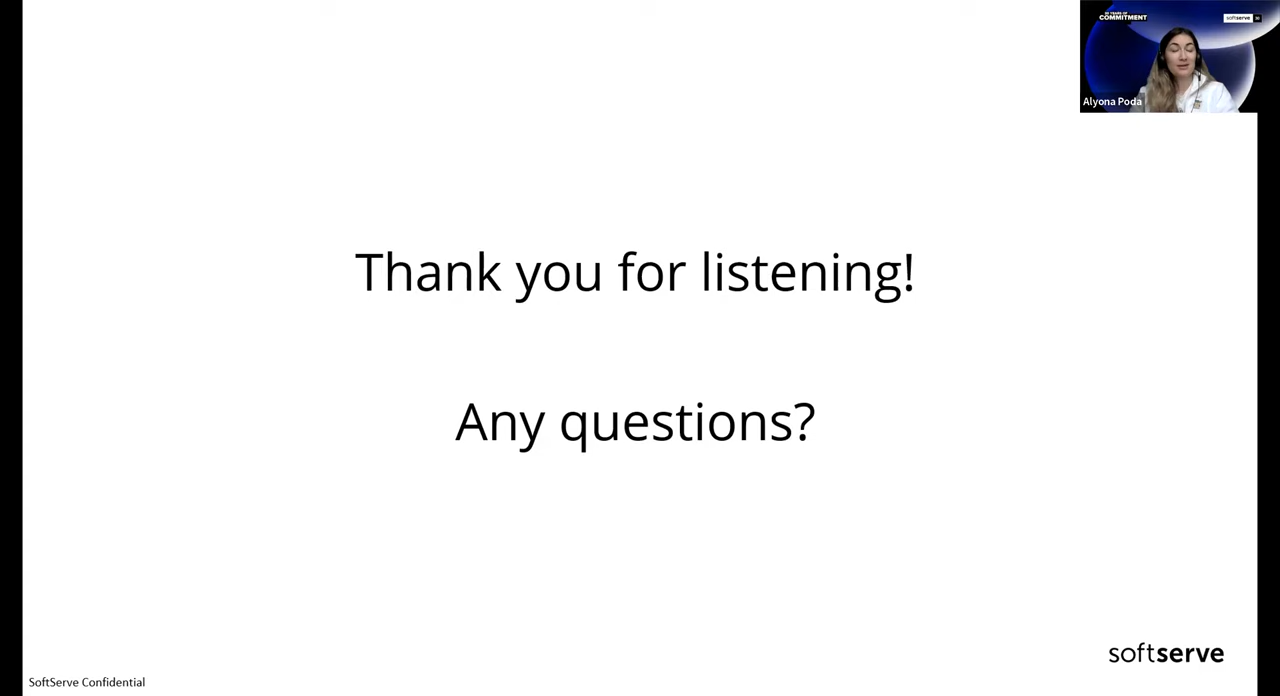 COMMITMENT
softserve
Alyona Poda
Thank you for listening!
Any questions?
softserve
SoftServe Confidential